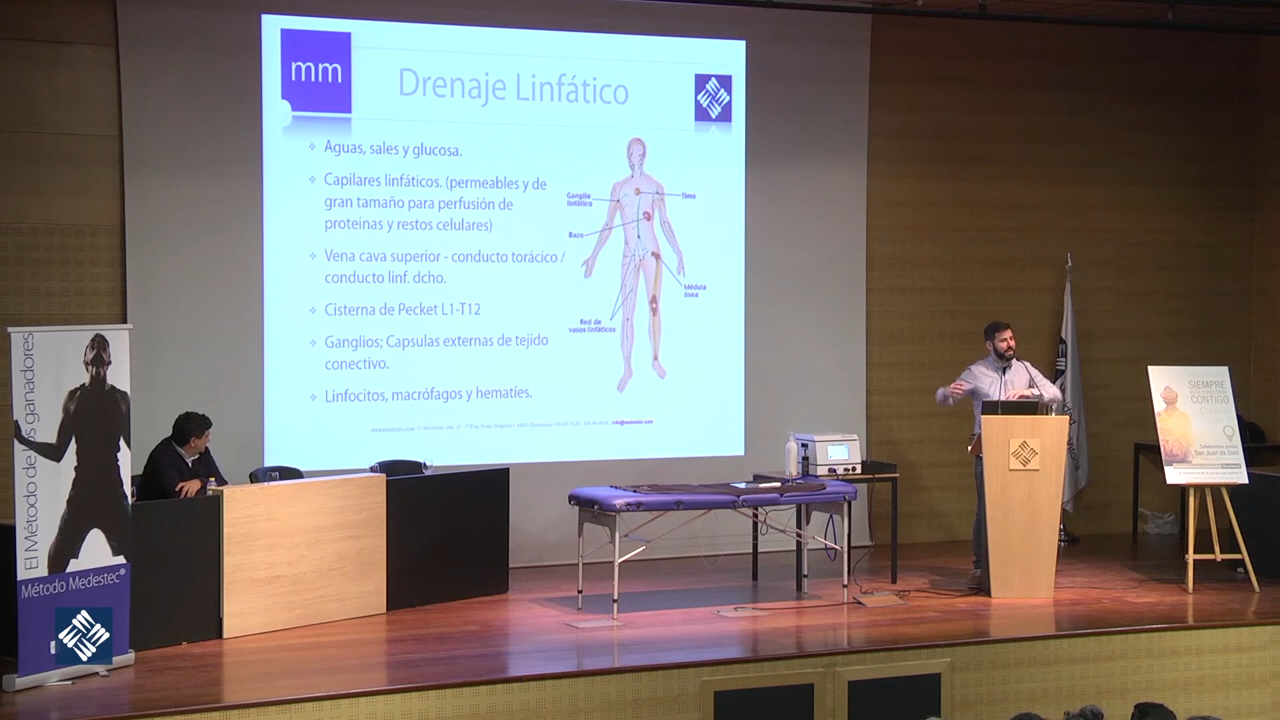 mm
Drenaje Linfático
Aguas, sales y glucosa.
Capilares linfáticos. (permeables y de
gran tamaño para perfusión de
proteinas y restos celulares)
Vena cava superior - conducto torácico /
conducto linf. dcho.
Cisterna de Pecket L1-T12
Ganglios; Capsulas externas de tejido
conectivo.
Linfocitos, macrófagos y hematíes.
Ganglio
linfático
Timo
Bazo
Médula
ósea
Red de
vasos linfáticos
El Método de los ganadores
Método Medestec®
SIEMPRE
CONTIGO
San Juan de Dios